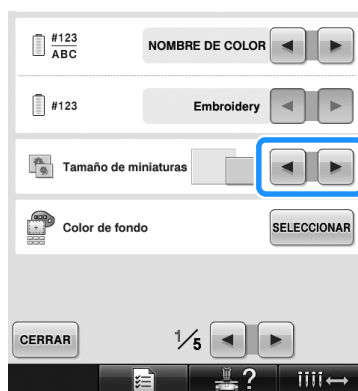 #123
ABC
NOMBRE DE COLOR
#123
Embroidery
Tamaño de miniaturas
Color de fondo
SELECCIONAR
CERRAR
1/5
?